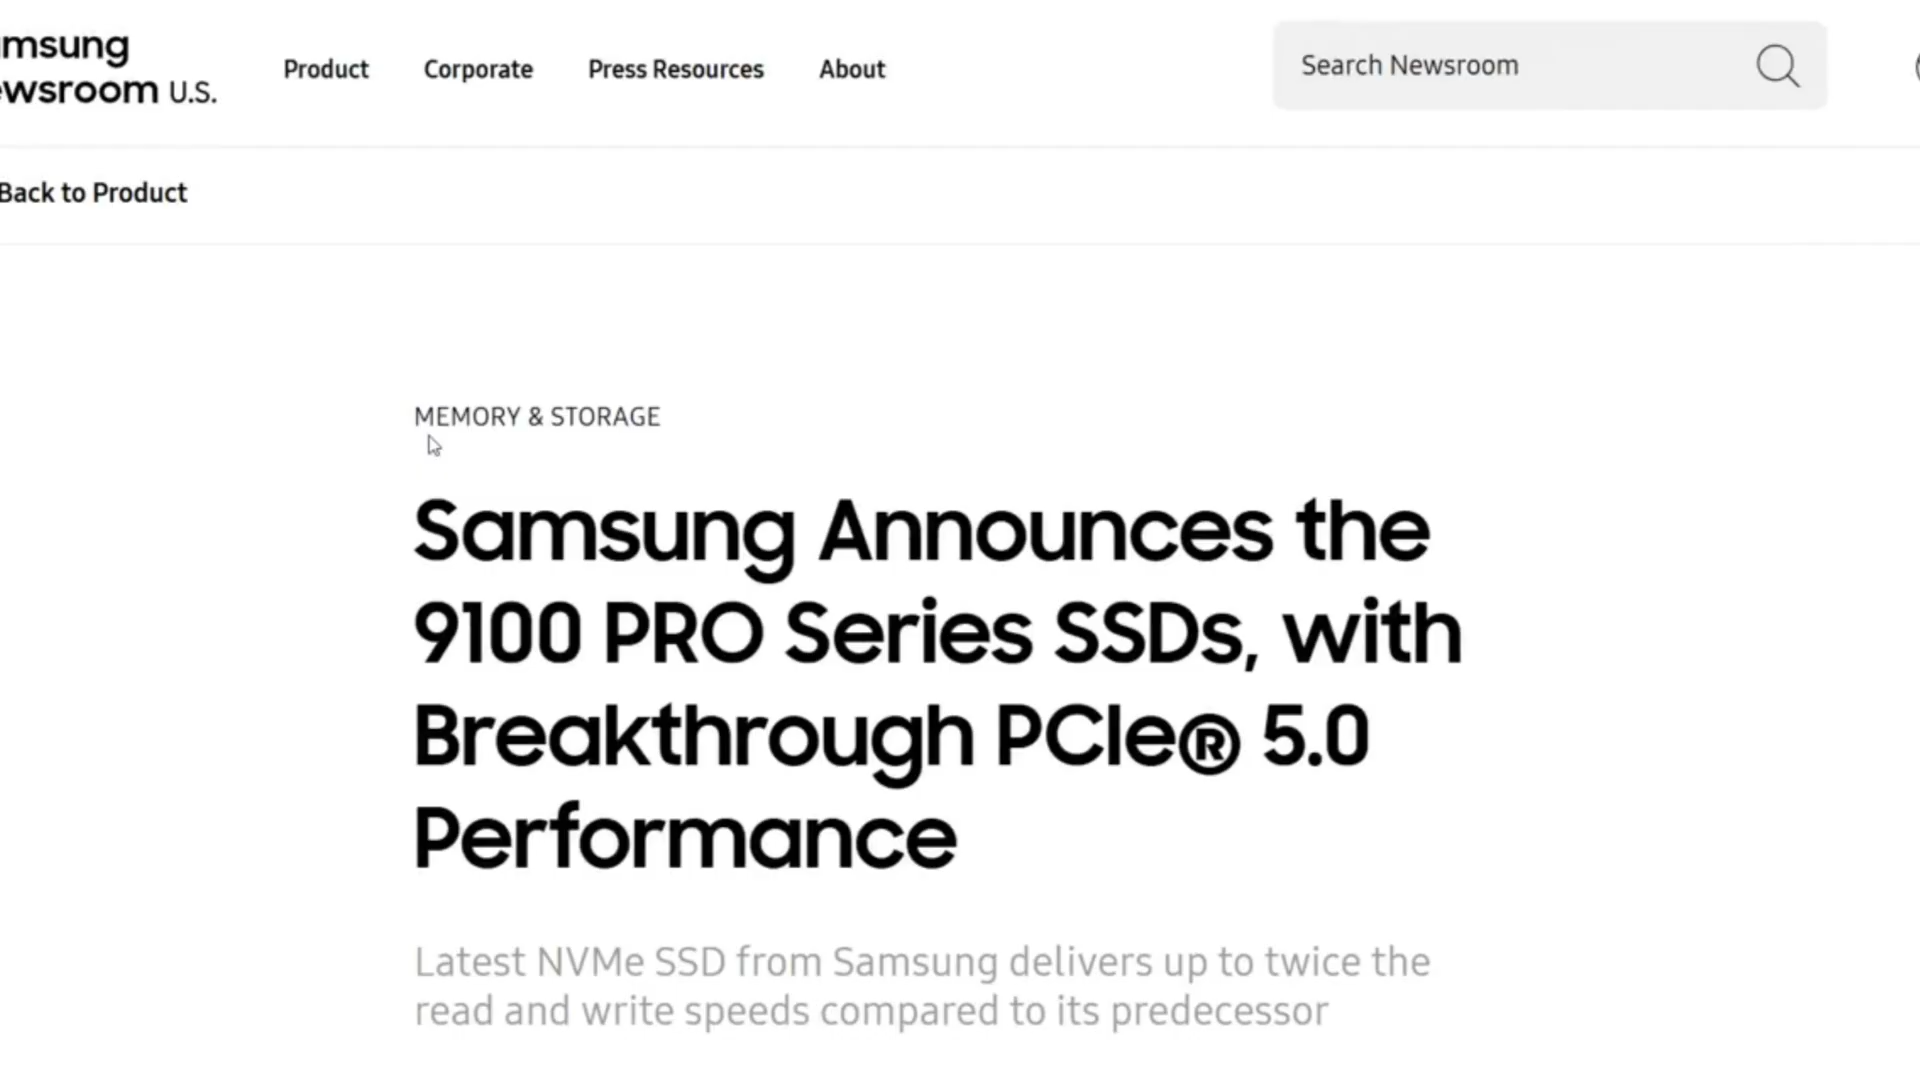 msung
wsroom U.S.
Product
Corporate
Press Resources
About
Search Newsroom
Back to Product
MEMORY & STORAGE
Samsung Announces the
9100 PRO Series SSDs, with
Breakthrough PCIe® 5.0
Performance
Latest NVMe SSD from Samsung delivers up to twice the
read and write speeds compared to its predecessor